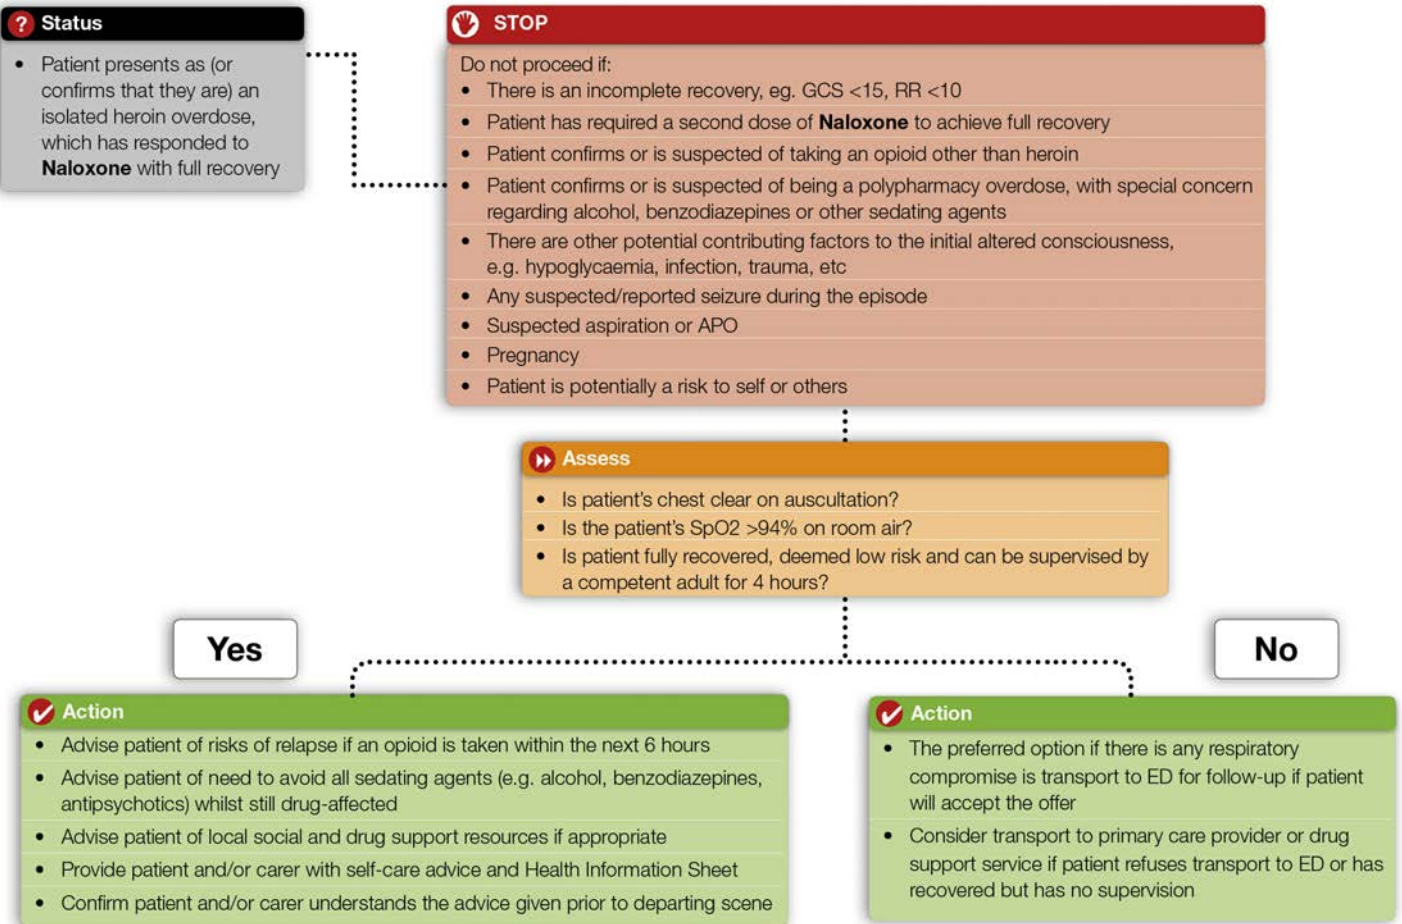 Status
• Patient presents as (or
confirms that they are) an
isolated heroin overdose,
which has responded to
Naloxone with full recovery
STOP
Do not proceed if:
• There is an incomplete recovery, eg. GCS <15, RR <10
• Patient has required a second dose of Naloxone to achieve full recovery
• Patient confirms or is suspected of taking an opioid other than heroin
• Patient confirms or is suspected of being a polypharmacy overdose, with special concern
regarding alcohol, benzodiazepines or other sedating agents
• There are other potential contributing factors to the initial altered consciousness,
e.g. hypoglycaemia, infection, trauma, etc
• Any suspected/reported seizure during the episode
• Suspected aspiration or APO
• Pregnancy
• Patient is potentially a risk to self or others
Assess
• Is patient's chest clear on auscultation?
• Is the patient's SpO2 >94% on room air?
• Is patient fully recovered, deemed low risk and can be supervised by
a competent adult for 4 hours?
Yes
Action
• Advise patient of risks of relapse if an opioid is taken within the next 6 hours
• Advise patient of need to avoid all sedating agents (e.g. alcohol, benzodiazepines,
antipsychotics) whilst still drug-affected
• Advise patient of local social and drug support resources if appropriate
• Provide patient and/or carer with self-care advice and Health Information Sheet
• Confirm patient and/or carer understands the advice given prior to departing scene
No
Action
• The preferred option if there is any respiratory
compromise is transport to ED for follow-up if patient
will accept the offer
• Consider transport to primary care provider or drug
support service if patient refuses transport to ED or has
recovered but has no supervision